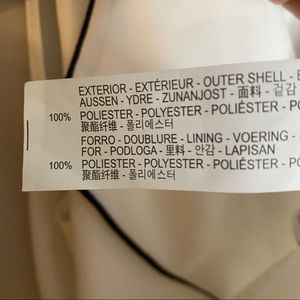 EXTERIOR - EXTÉRIEUR - OUTER SHELL -
AUSSEN - YDRE - ZUNANJOST - 面料 - 겉감
100% POLIESTER - POLYESTER - POLIÉSTER - PO
聚酯纤维 - 폴리에스터
FORRO - DOUBLURE - LINING - VOERING -
FOR - PODLOGA - 里料 - 안감 - LAPISAN
100% POLIESTER - POLYESTER - POLIÉSTER - PO
聚酯纤维 - 폴리에스터